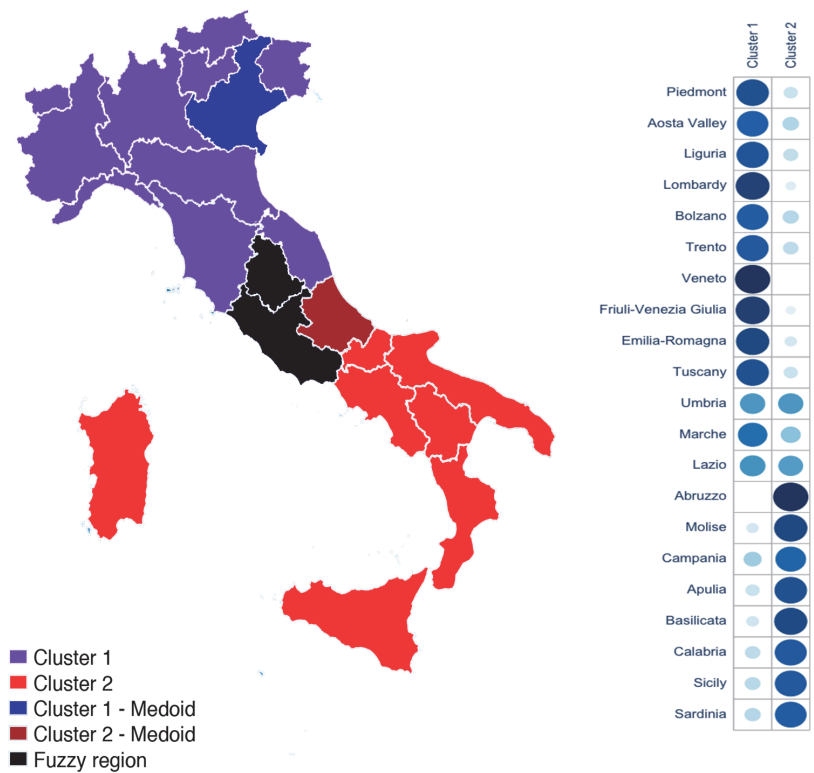 Cluster 1
Cluster 2
Piedmont
Aosta Valley
Liguria
Lombardy
Bolzano
Trento
Veneto
Friuli-Venezia Giulia
Emilia-Romagna
Tuscany
Umbria
Marche
Lazio
Abruzzo
Molise
Campania
Apulia
Basilicata
Calabria
Sicily
Sardinia
Cluster 1
Cluster 2
Cluster 1 - Medoid
Cluster 2 - Medoid
Fuzzy region